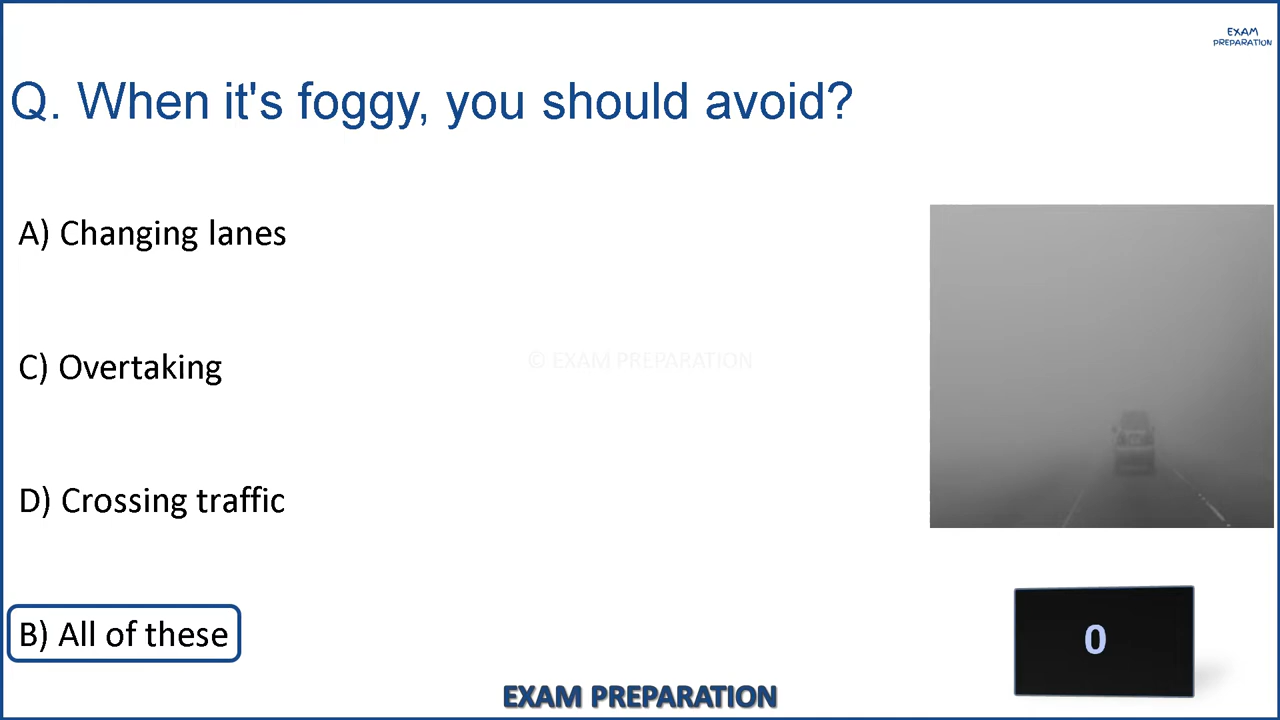 EXAM
PREPARATION
Q. When it's foggy, you should avoid?
A) Changing lanes
C) Overtaking
© EXAM PREPARATION
D) Crossing traffic
B) All of these
0
EXAM PREPARATION